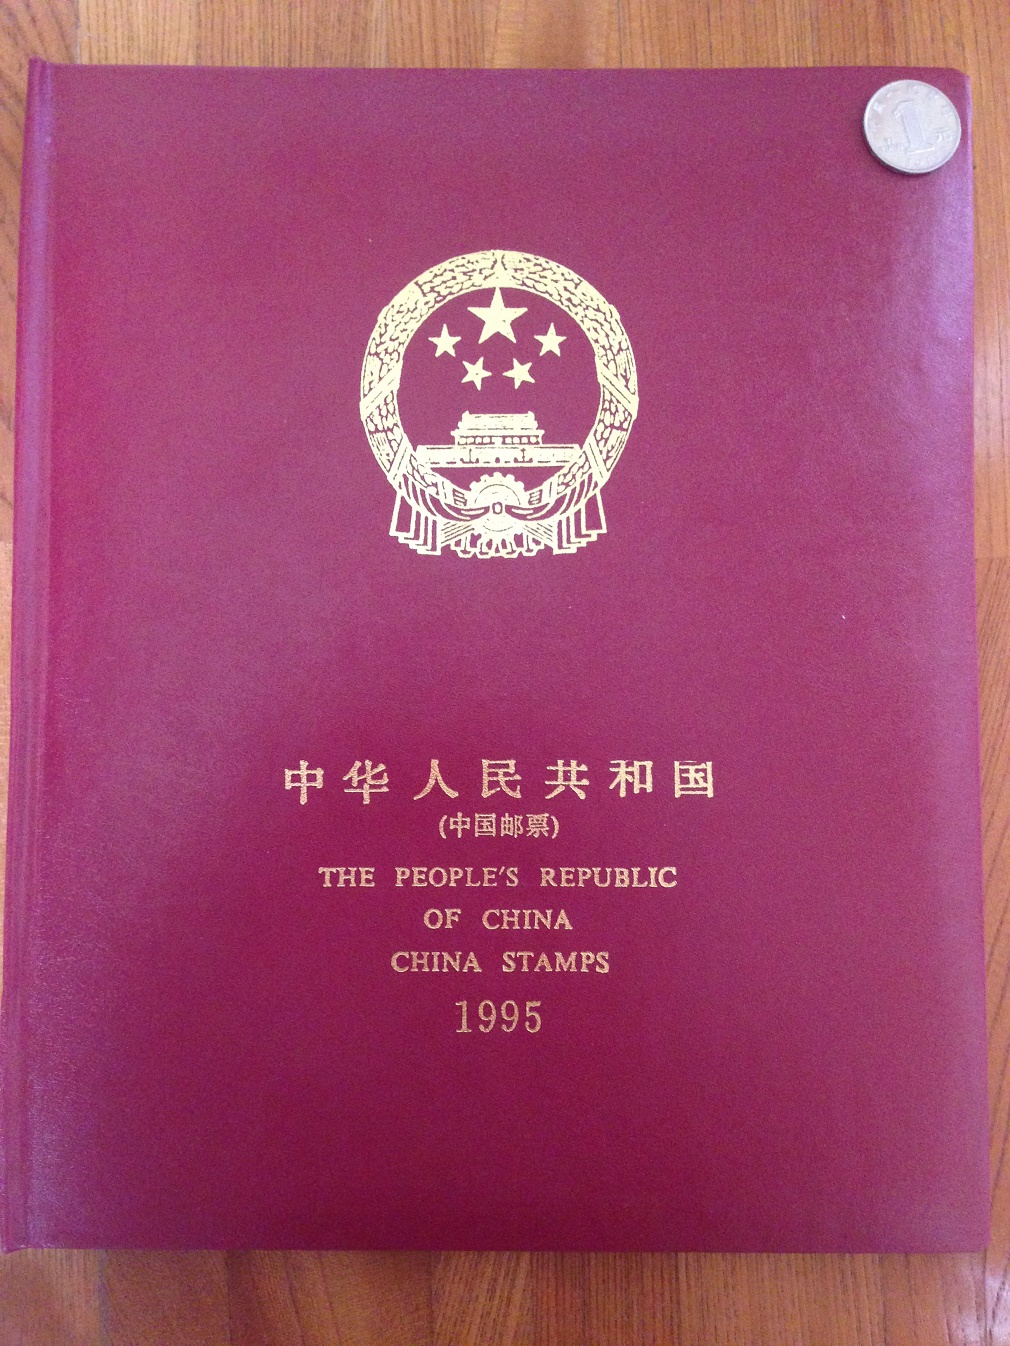 1
中华人民共和国
(中国邮票)
THE PEOPLE'S REPUBLIC
OF CHINA
CHINA STAMPS
1995